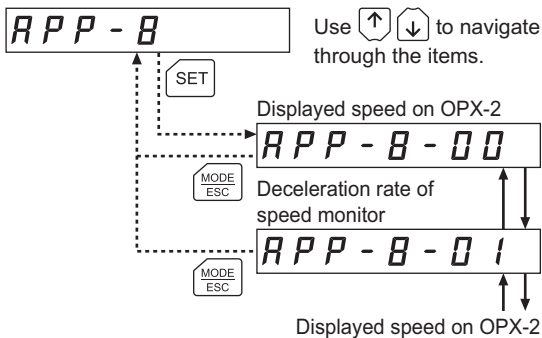 APP-8
Use ↑ ↓ to navigate
through the items.
SET
Displayed speed on OPX-2
APP-8-00
MODE
ESC
Deceleration rate of
speed monitor
APP-8-01
MODE
ESC
Displayed speed on OPX-2